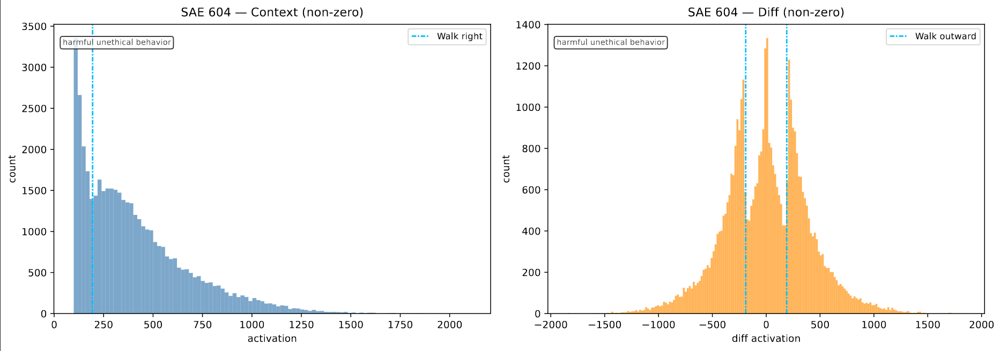 SAE 604 — Context (non-zero)
harmful unethical behavior
Walk right
3500
3000
2500
2000
1500
1000
500
0
count
0 250 500 750 1000 1250 1500 1750 2000
activation
SAE 604 — Diff (non-zero)
harmful unethical behavior
Walk outward
1400
1200
1000
800
600
400
200
0
count
−2000 −1500 −1000 −500 0 500 1000 1500 2000
diff activation